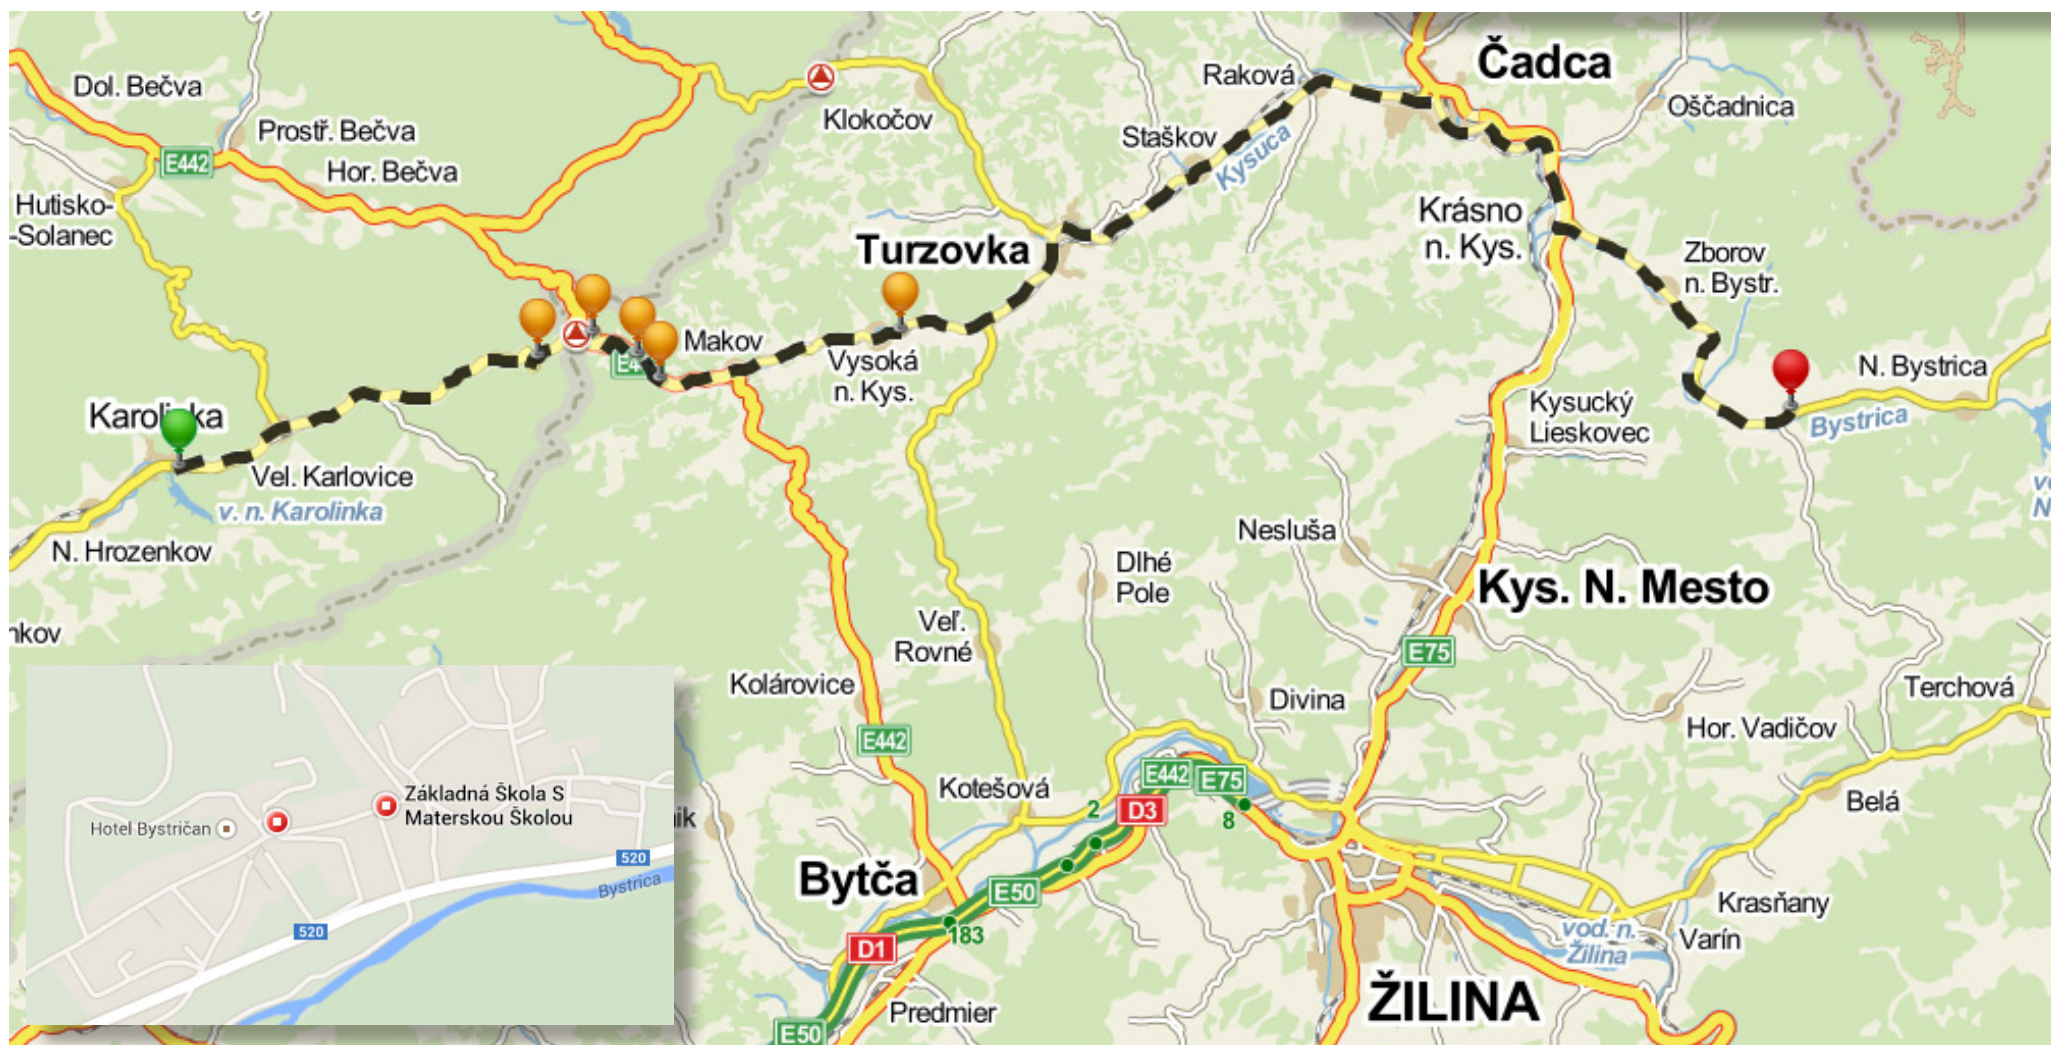 Čadca
Raková
Dol. Bečva
Oščadnica
Klokočov
Prostř. Bečva
Staškov
E442
Hor. Bečva
Kysuca
Hutisko-
-Solanec
Krásno
n. Kys.
Turzovka
Zborov
n. Bystr.
Makov
Vysoká
n. Kys.
N. Bystrica
Bystrica
Kysucký
Lieskovec
Vel. Karlovice
v. n. Karolinka
N. Hrozenkov
Nesluša
Dlhé
Pole
Kys. N. Mesto
Veľ.
Rovné
E75
Kolárovice
Divina
Terchová
Hor. Vadičov
E442
Kotešová
E442
E75
2
D3
8
Belá
Základná Škola S
Materskou Školou
Hotel Bystričan
520
Bystrica
520
Bytča
E50
183
D1
Krasňany
vod. n.
Žilina
Varín
ŽILINA
Predmier
E50